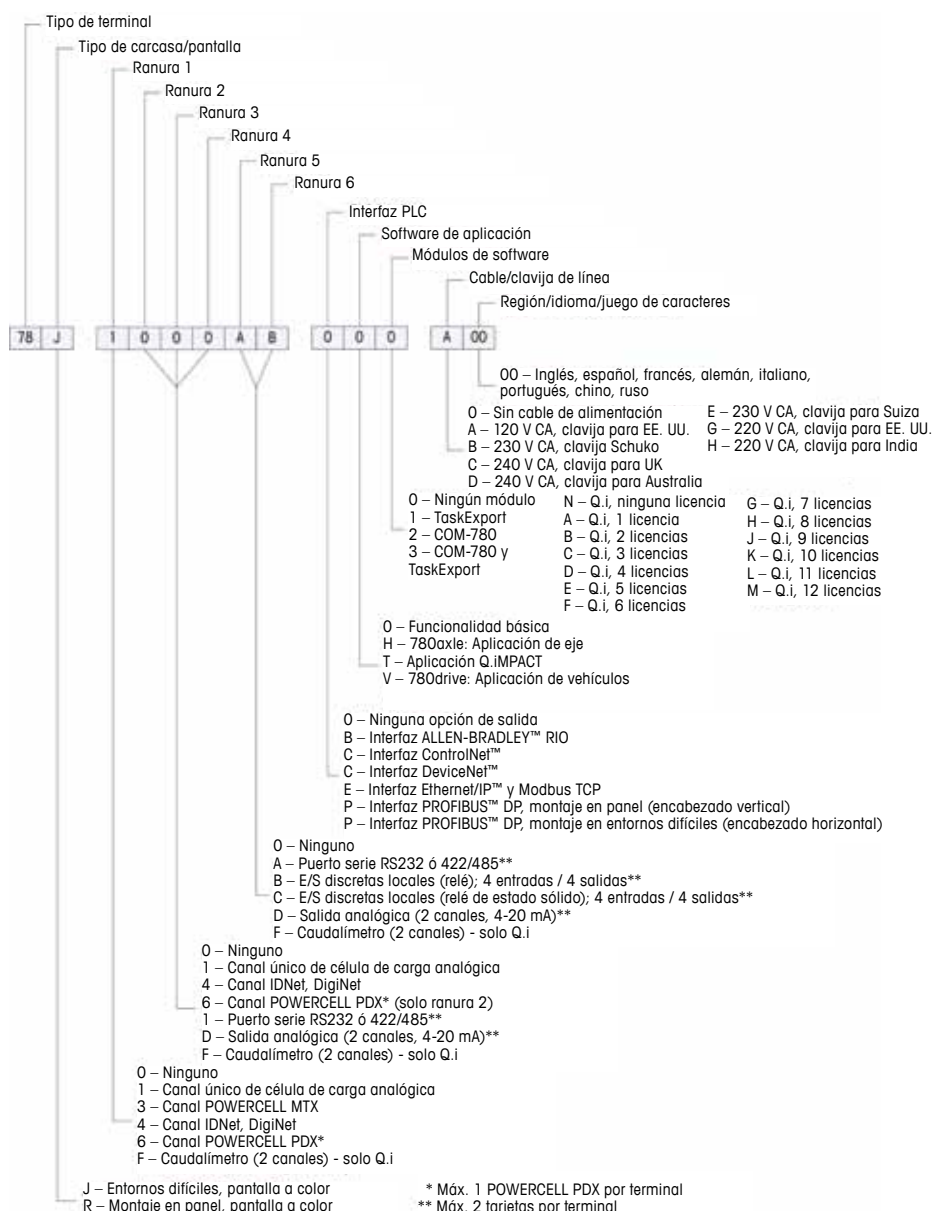 Tipo de terminal
Tipo de carcasa/pantalla
Ranura 1
Ranura 2
Ranura 3
Ranura 4
Ranura 5
Ranura 6
Interfaz PLC
Software de aplicación
Módulos de software
Cable/clavija de línea
Región/idioma/juego de caracteres
78 J 1 0 0 0 A B 0 0 0 A 00
00 – Inglés, español, francés, alemán, italiano,
portugués, chino, ruso
0 – Sin cable de alimentación
A – 120 V CA, clavija para EE. UU.
B – 230 V CA, clavija Schuko
C – 240 V CA, clavija para UK
D – 240 V CA, clavija para Australia
E – 230 V CA, clavija para Suiza
G – 220 V CA, clavija para EE. UU.
H – 220 V CA, clavija para India
0 – Ningún módulo
1 – TaskExport
2 – COM-780
3 – COM-780 y
TaskExport
N – Q.i, ninguna licencia
A – Q.i, 1 licencia
B – Q.i, 2 licencias
C – Q.i, 3 licencias
D – Q.i, 4 licencias
E – Q.i, 5 licencias
F – Q.i, 6 licencias
G – Q.i, 7 licencias
H – Q.i, 8 licencias
J – Q.i, 9 licencias
K – Q.i, 10 licencias
L – Q.i, 11 licencias
M – Q.i, 12 licencias
0 – Funcionalidad básica
H – 780axle: Aplicación de eje
T – Aplicación Q.iMPACT
V – 780drive: Aplicación de vehículos
0 – Ninguna opción de salida
B – Interfaz ALLEN-BRADLEY™ RIO
C – Interfaz ControlNet™
C – Interfaz DeviceNet™
E – Interfaz Ethernet/IP™ y Modbus TCP
P – Interfaz PROFIBUS™ DP, montaje en panel (encabezado vertical)
P – Interfaz PROFIBUS™ DP, montaje en entornos difíciles (encabezado horizontal)
0 – Ninguno
A – Puerto serie RS232 ó 422/485**
B – E/S discretas locales (relé); 4 entradas / 4 salidas**
C – E/S discretas locales (relé de estado sólido); 4 entradas / 4 salidas**
D – Salida analógica (2 canales, 4-20 mA)**
F – Caudalímetro (2 canales) - solo Q.i
0 – Ninguno
1 – Canal único de célula de carga analógica
4 – Canal IDNet, DigiNet
6 – Canal POWERCELL PDX* (solo ranura 2)
1 – Puerto serie RS232 ó 422/485**
D – Salida analógica (2 canales, 4-20 mA)**
F – Caudalímetro (2 canales) - solo Q.i
0 – Ninguno
1 – Canal único de célula de carga analógica
3 – Canal POWERCELL MTX
4 – Canal IDNet, DigiNet
6 – Canal POWERCELL PDX*
F – Caudalímetro (2 canales) - solo Q.i
J – Entornos difíciles, pantalla a color
R – Montaje en panel, pantalla a color
* Máx. 1 POWERCELL PDX por terminal
** Máx. 2 tarjetas por terminal